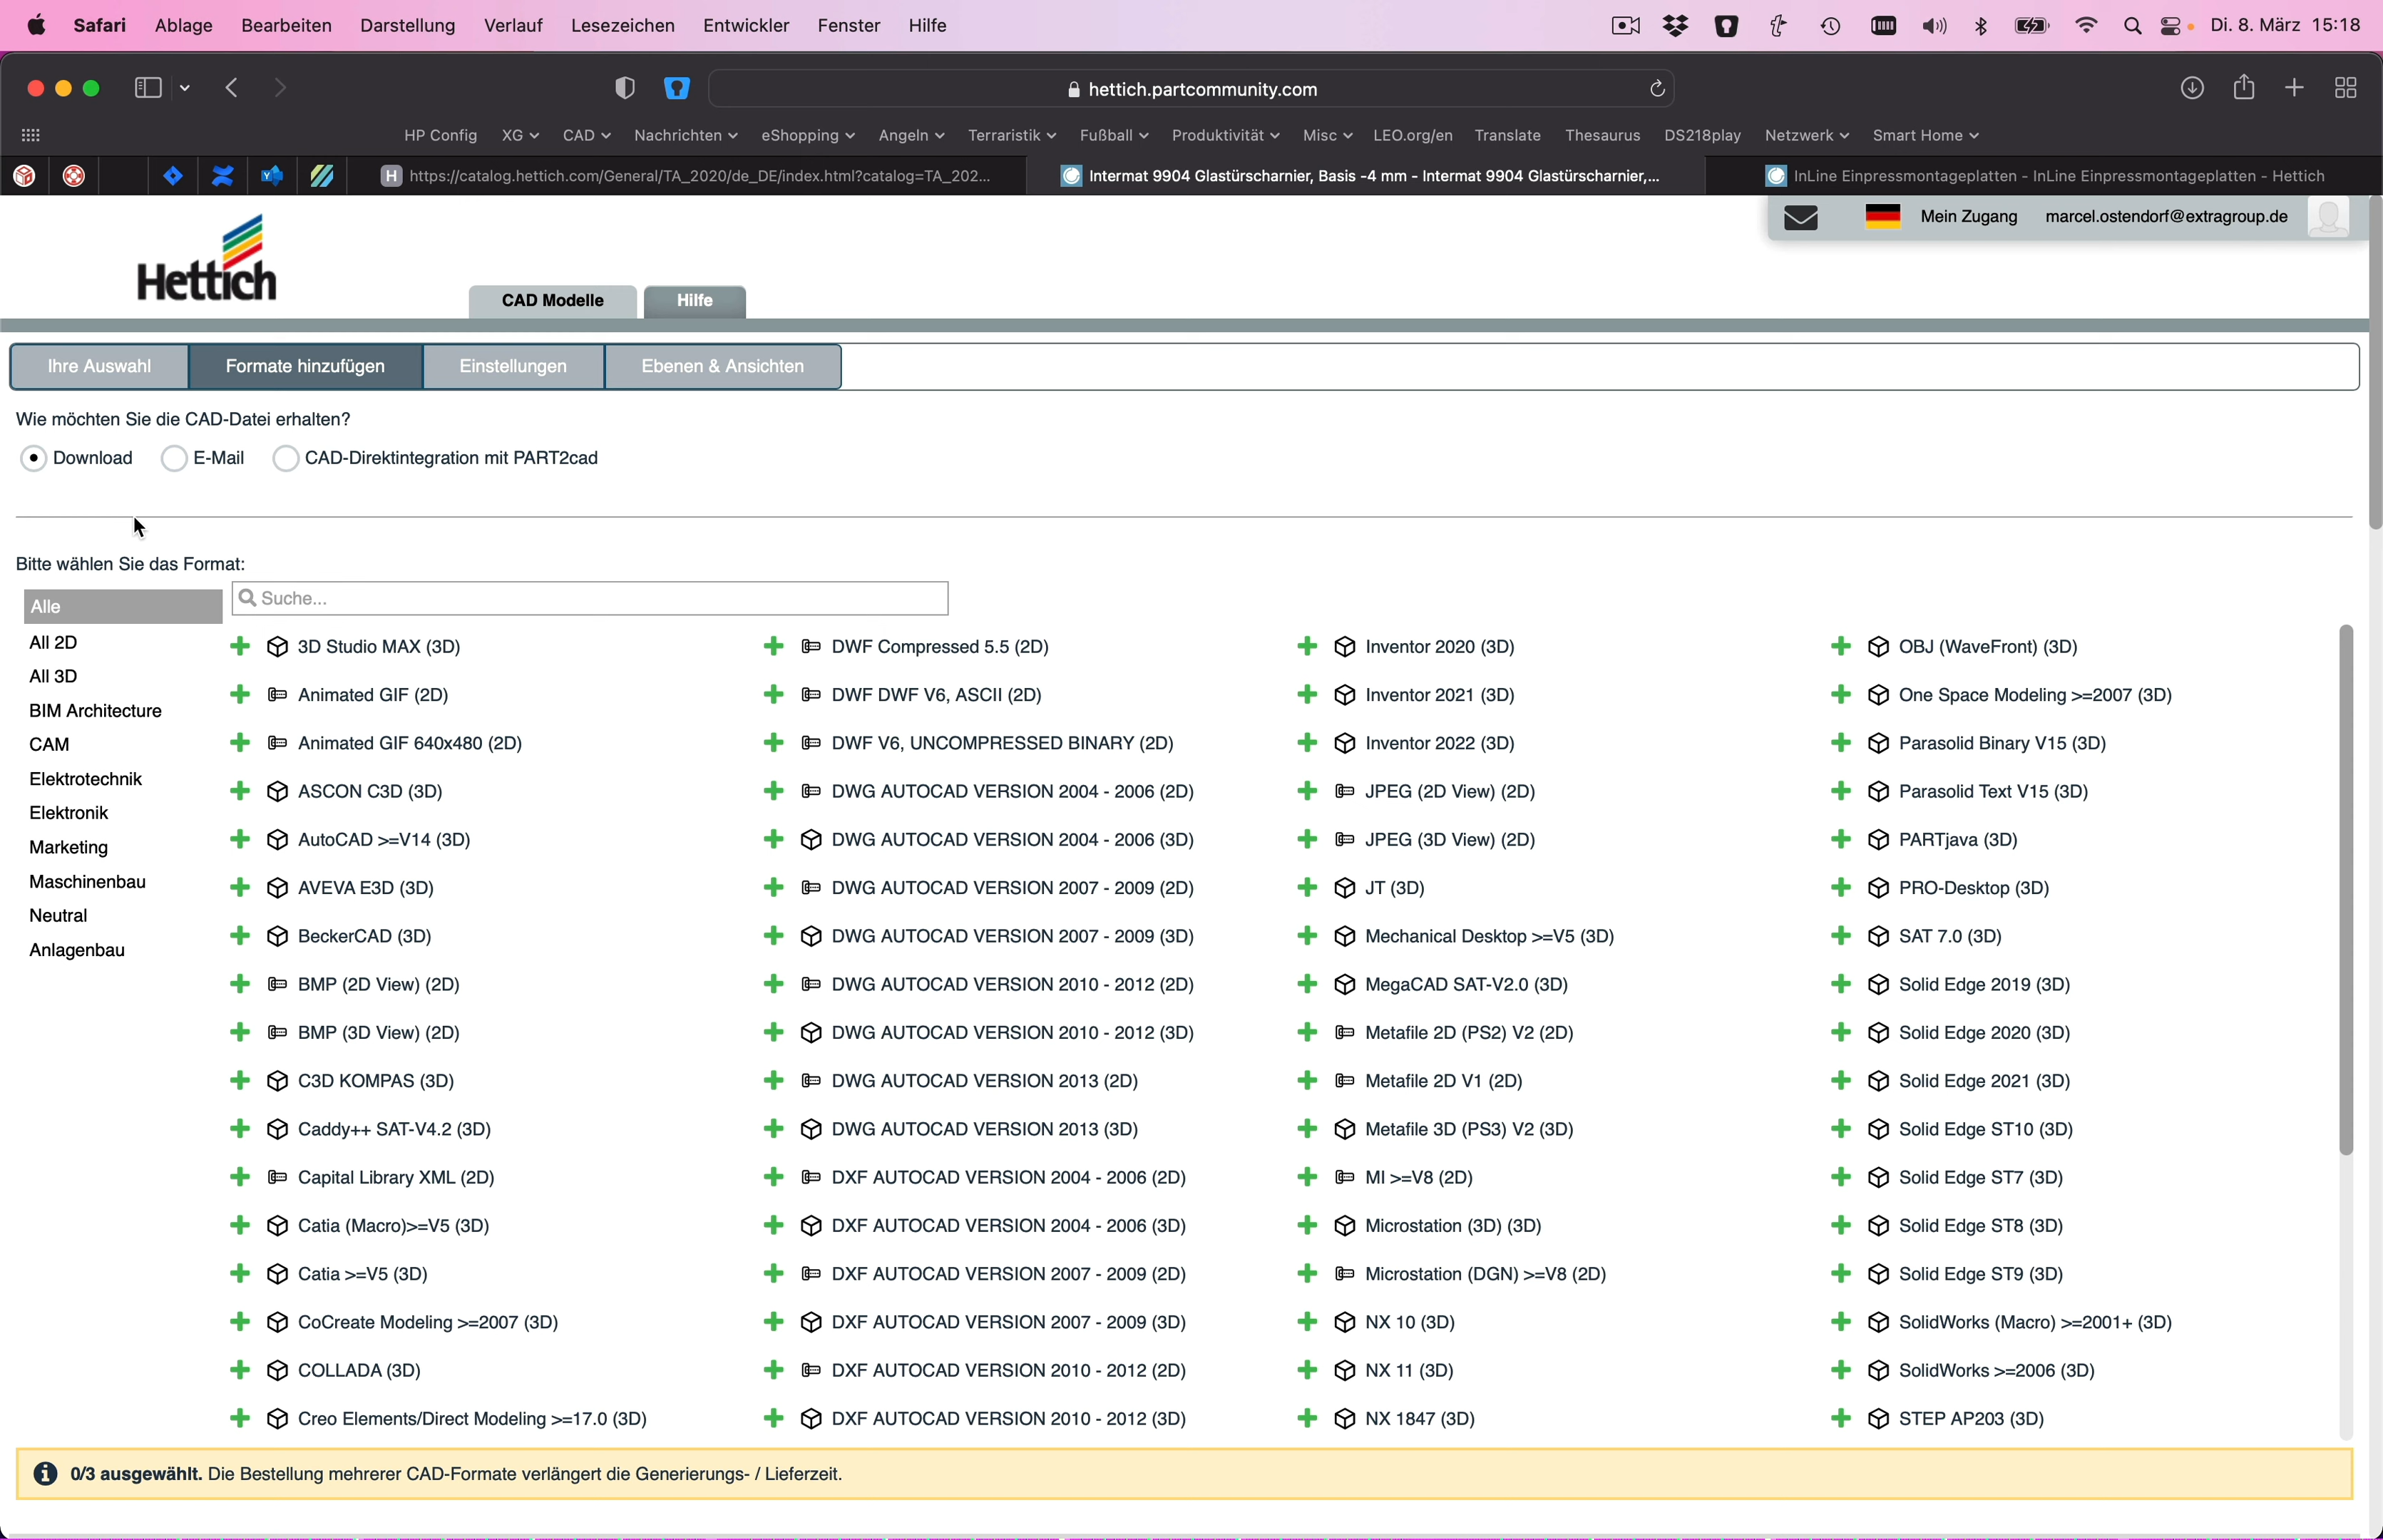 Safari Ablage Bearbeiten Darstellung Verlauf Lesezeichen Entwickler Fenster Hilfe Di. 8. März 15:18
hettich.partcommunity.com
HP Config XG CAD Nachrichten eShopping Angeln Terraristik Fußball Produktivität Misc LEO.org/en Translate Thesaurus DS218play Netzwerk Smart Home
H https://catalog.hettich.com/General/TA_2020/de_DE/index.html?catalog=TA_202... Intermat 9904 Glastürscharnier, Basis -4 mm - Intermat 9904 Glastürscharnier,... InLine Einpressmontageplatten - InLine Einpressmontageplatten - Hettich
Mein Zugang marcel.ostendorf@extragroup.de
Hettich
CAD Modelle Hilfe
Ihre Auswahl Formate hinzufügen Einstellungen Ebenen & Ansichten
Wie möchten Sie die CAD-Datei erhalten?
Download E-Mail CAD-Direktintegration mit PART2cad
Bitte wählen Sie das Format:
Suche...
Alle
All 2D
All 3D
BIM Architecture
CAM
Elektrotechnik
Elektronik
Marketing
Maschinenbau
Neutral
Anlagenbau
3D Studio MAX (3D)
Animated GIF (2D)
Animated GIF 640x480 (2D)
ASCON C3D (3D)
AutoCAD >=V14 (3D)
AVEVA E3D (3D)
BeckerCAD (3D)
BMP (2D View) (2D)
BMP (3D View) (2D)
C3D KOMPAS (3D)
Caddy++ SAT-V4.2 (3D)
Capital Library XML (2D)
Catia (Macro)>=V5 (3D)
Catia >=V5 (3D)
CoCreate Modeling >=2007 (3D)
COLLADA (3D)
Creo Elements/Direct Modeling >=17.0 (3D)
DWF Compressed 5.5 (2D)
DWF DWF V6, ASCII (2D)
DWF V6, UNCOMPRESSED BINARY (2D)
DWG AUTOCAD VERSION 2004 - 2006 (2D)
DWG AUTOCAD VERSION 2004 - 2006 (3D)
DWG AUTOCAD VERSION 2007 - 2009 (2D)
DWG AUTOCAD VERSION 2007 - 2009 (3D)
DWG AUTOCAD VERSION 2010 - 2012 (2D)
DWG AUTOCAD VERSION 2010 - 2012 (3D)
DWG AUTOCAD VERSION 2013 (2D)
DWG AUTOCAD VERSION 2013 (3D)
DXF AUTOCAD VERSION 2004 - 2006 (2D)
DXF AUTOCAD VERSION 2004 - 2006 (3D)
DXF AUTOCAD VERSION 2007 - 2009 (2D)
DXF AUTOCAD VERSION 2007 - 2009 (3D)
DXF AUTOCAD VERSION 2010 - 2012 (2D)
DXF AUTOCAD VERSION 2010 - 2012 (3D)
Inventor 2020 (3D)
Inventor 2021 (3D)
Inventor 2022 (3D)
JPEG (2D View) (2D)
JPEG (3D View) (2D)
JT (3D)
Mechanical Desktop >=V5 (3D)
MegaCAD SAT-V2.0 (3D)
Metafile 2D (PS2) V2 (2D)
Metafile 2D V1 (2D)
Metafile 3D (PS3) V2 (3D)
MI >=V8 (2D)
Microstation (3D) (3D)
Microstation (DGN) >=V8 (2D)
NX 10 (3D)
NX 11 (3D)
NX 1847 (3D)
OBJ (WaveFront) (3D)
One Space Modeling >=2007 (3D)
Parasolid Binary V15 (3D)
Parasolid Text V15 (3D)
PARTjava (3D)
PRO-Desktop (3D)
SAT 7.0 (3D)
Solid Edge 2019 (3D)
Solid Edge 2020 (3D)
Solid Edge 2021 (3D)
Solid Edge ST10 (3D)
Solid Edge ST7 (3D)
Solid Edge ST8 (3D)
Solid Edge ST9 (3D)
SolidWorks (Macro) >=2001+ (3D)
SolidWorks >=2006 (3D)
STEP AP203 (3D)
0/3 ausgewählt. Die Bestellung mehrerer CAD-Formate verlängert die Generierungs- / Lieferzeit.